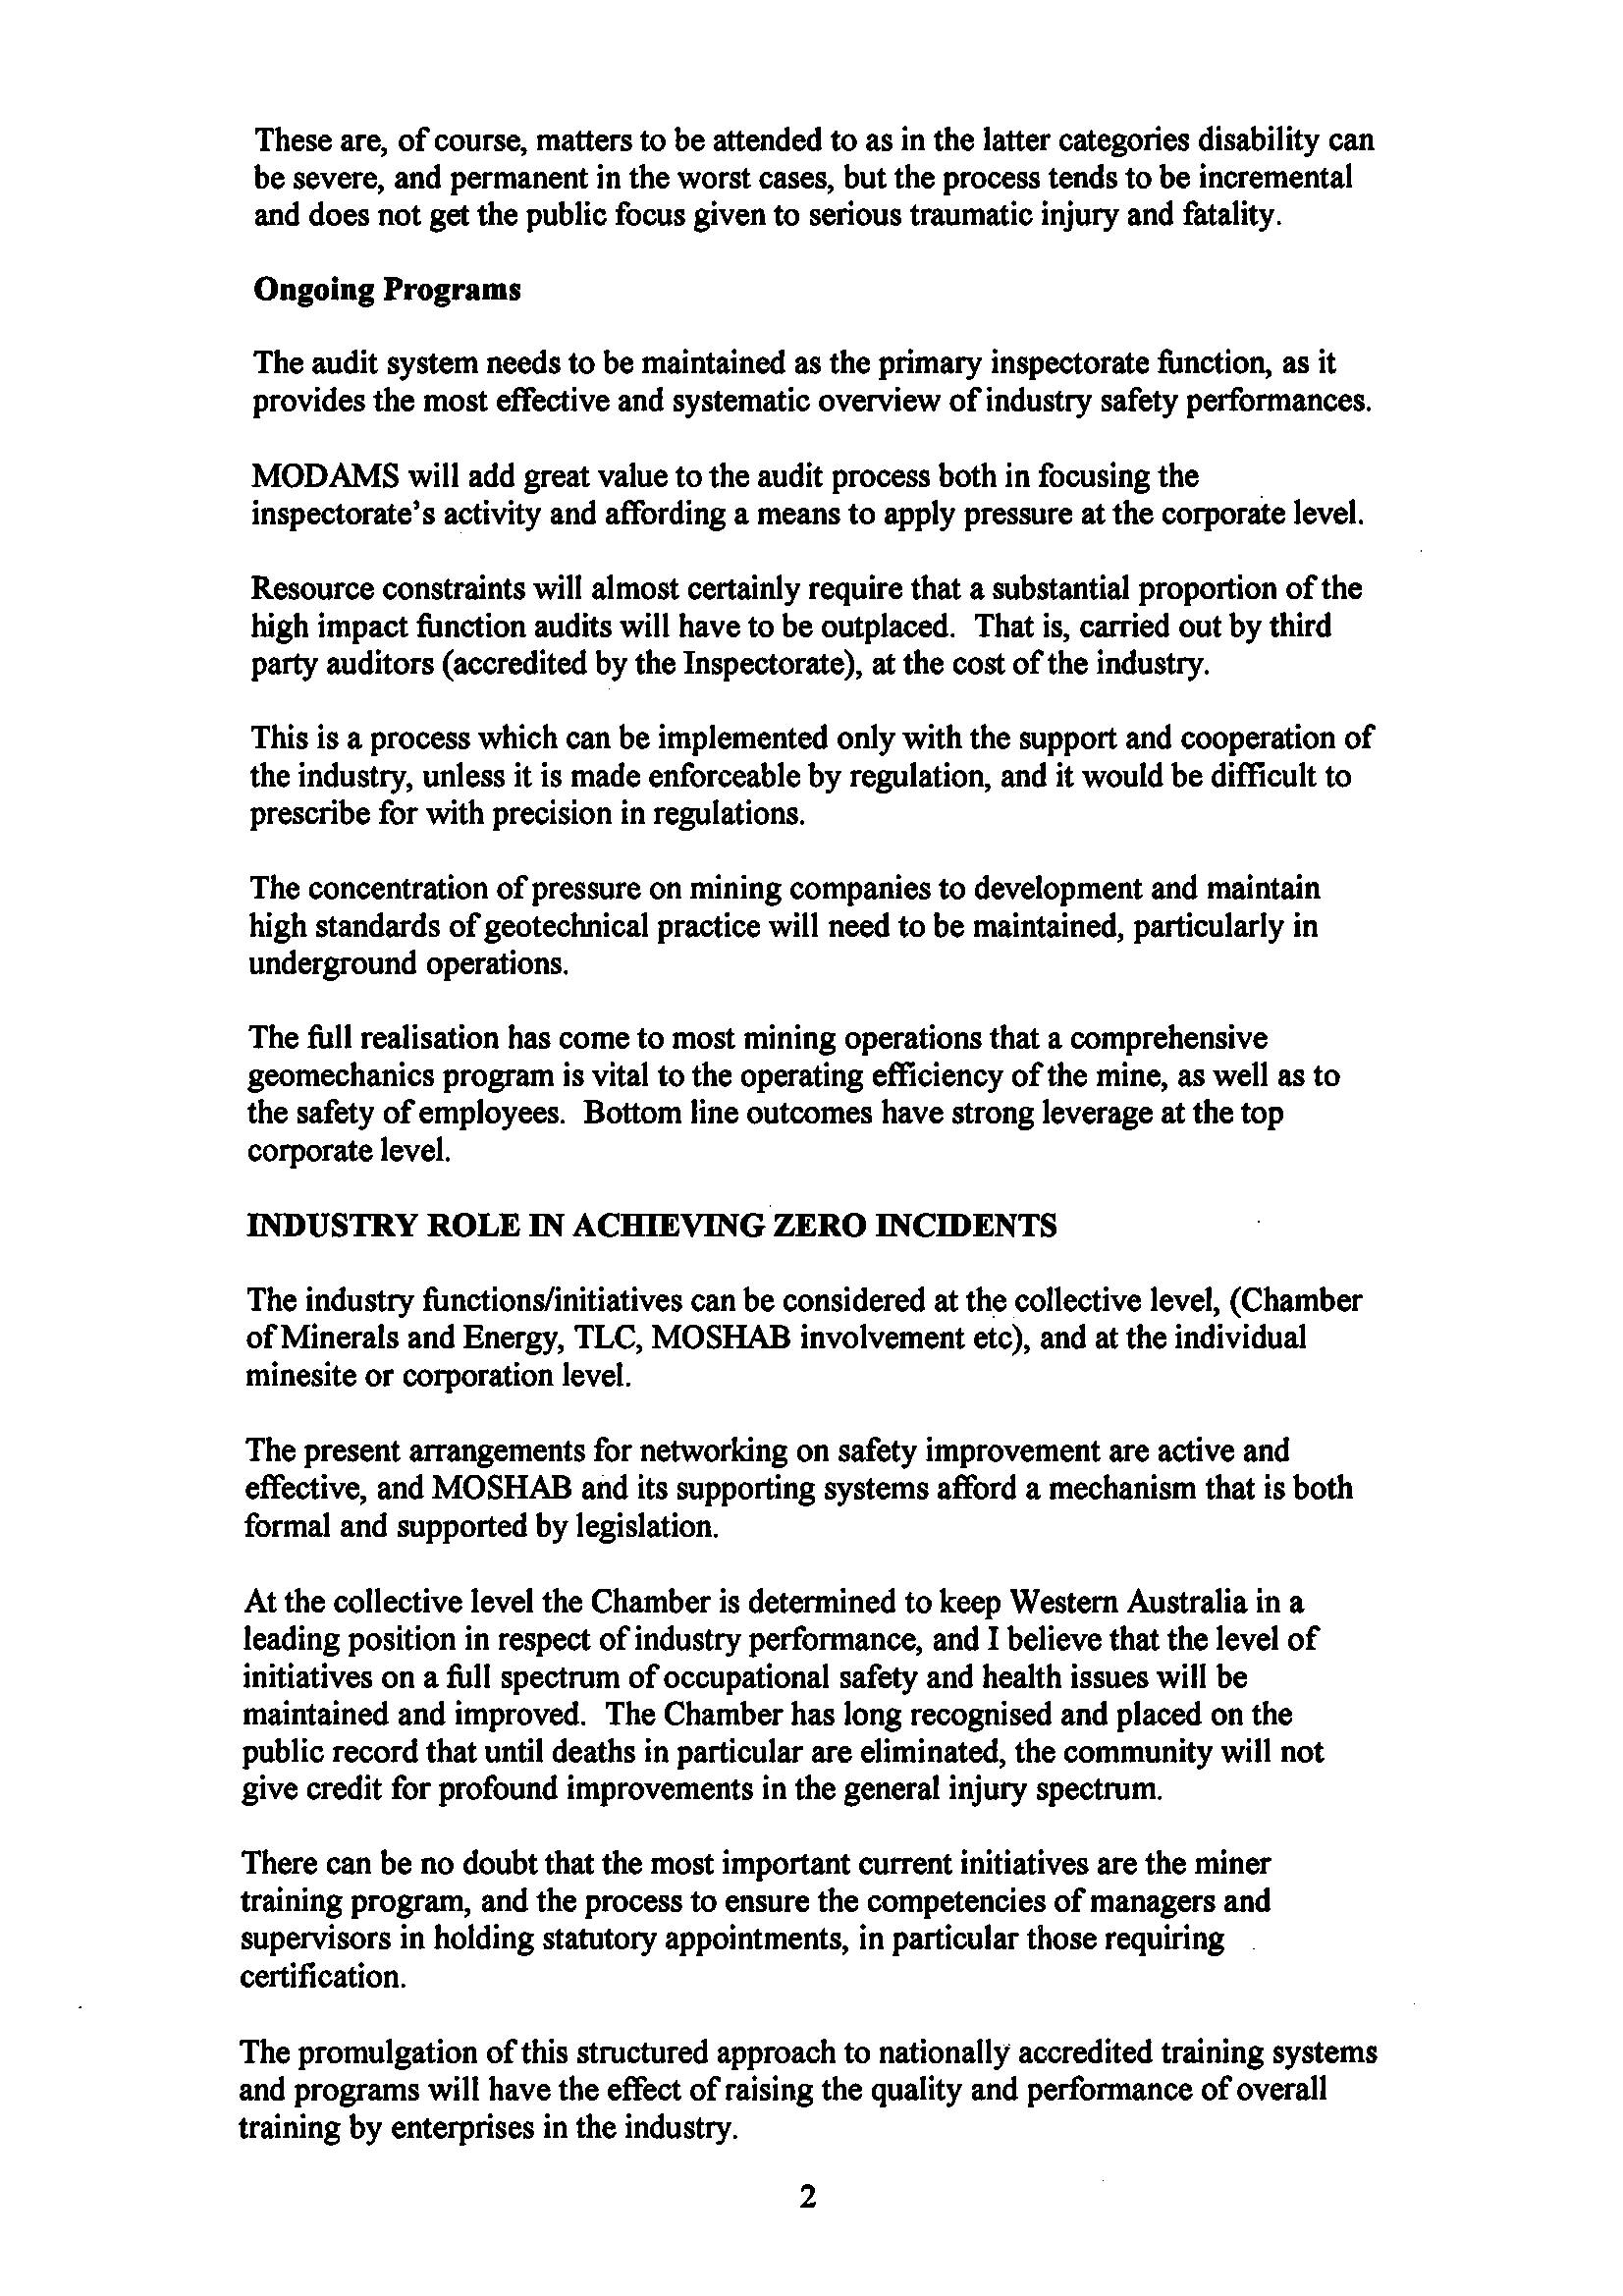 These are, of course, matters to be attended to as in the latter categories disability can
be severe, and permanent in the worst cases, but the process tends to be incremental
and does not get the public focus given to serious traumatic injury and fatality.
Ongoing Programs
The audit system needs to be maintained as the primary inspectorate function, as it
provides the most effective and systematic overview of industry safety performances.
MODAMS will add great value to the audit process both in focusing the
inspectorate's activity and affording a means to apply pressure at the corporate level.
Resource constraints will almost certainly require that a substantial proportion of the
high impact function audits will have to be outplaced.  That is, carried out by third
party auditors (accredited by the Inspectorate), at the cost of the industry.
This is a process which can be implemented only with the support and cooperation of
the industry, unless it is made enforceable by regulation, and it would be difficult to
prescribe for with precision in regulations.
The concentration of pressure on mining companies to development and maintain
high standards of geotechnical practice will need to be maintained, particularly in
underground operations.
The full realisation has come to most mining operations that a comprehensive
geomechanics program is vital to the operating efficiency of the mine, as well as to
the safety of employees.  Bottom line outcomes have strong leverage at the top
corporate level.
INDUSTRY ROLE IN ACHIEVING ZERO INCIDENTS
The industry functions/initiatives can be considered at the collective level, (Chamber
of Minerals and Energy, TLC, MOSHAB involvement etc), and at the individual
minesite or corporation level.
The present arrangements for networking on safety improvement are active and
effective, and MOSHAB and its supporting systems afford a mechanism that is both
formal and supported by legislation.
At the collective level the Chamber is determined to keep Western Australia in a
leading position in respect of industry performance, and I believe that the level of
initiatives on a full spectrum of occupational safety and health issues will be
maintained and improved.  The Chamber has long recognised and placed on the
public record that until deaths in particular are eliminated, the community will not
give credit for profound improvements in the general injury spectrum.
There can be no doubt that the most important current initiatives are the miner
training program, and the process to ensure the competencies of managers and
supervisors in holding statutory appointments, in particular those requiring
certification.
The promulgation of this structured approach to nationally accredited training systems
and programs will have the effect of raising the quality and performance of overall
training by enterprises in the industry.
2